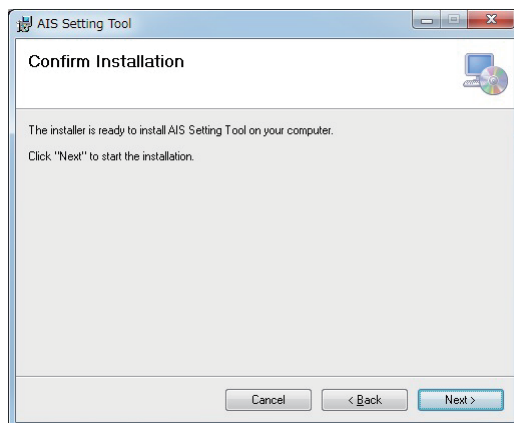 AIS Setting Tool
Confirm Installation
The installer is ready to install AIS Setting Tool on your computer.
Click "Next" to start the installation.
Cancel
< Back
Next >